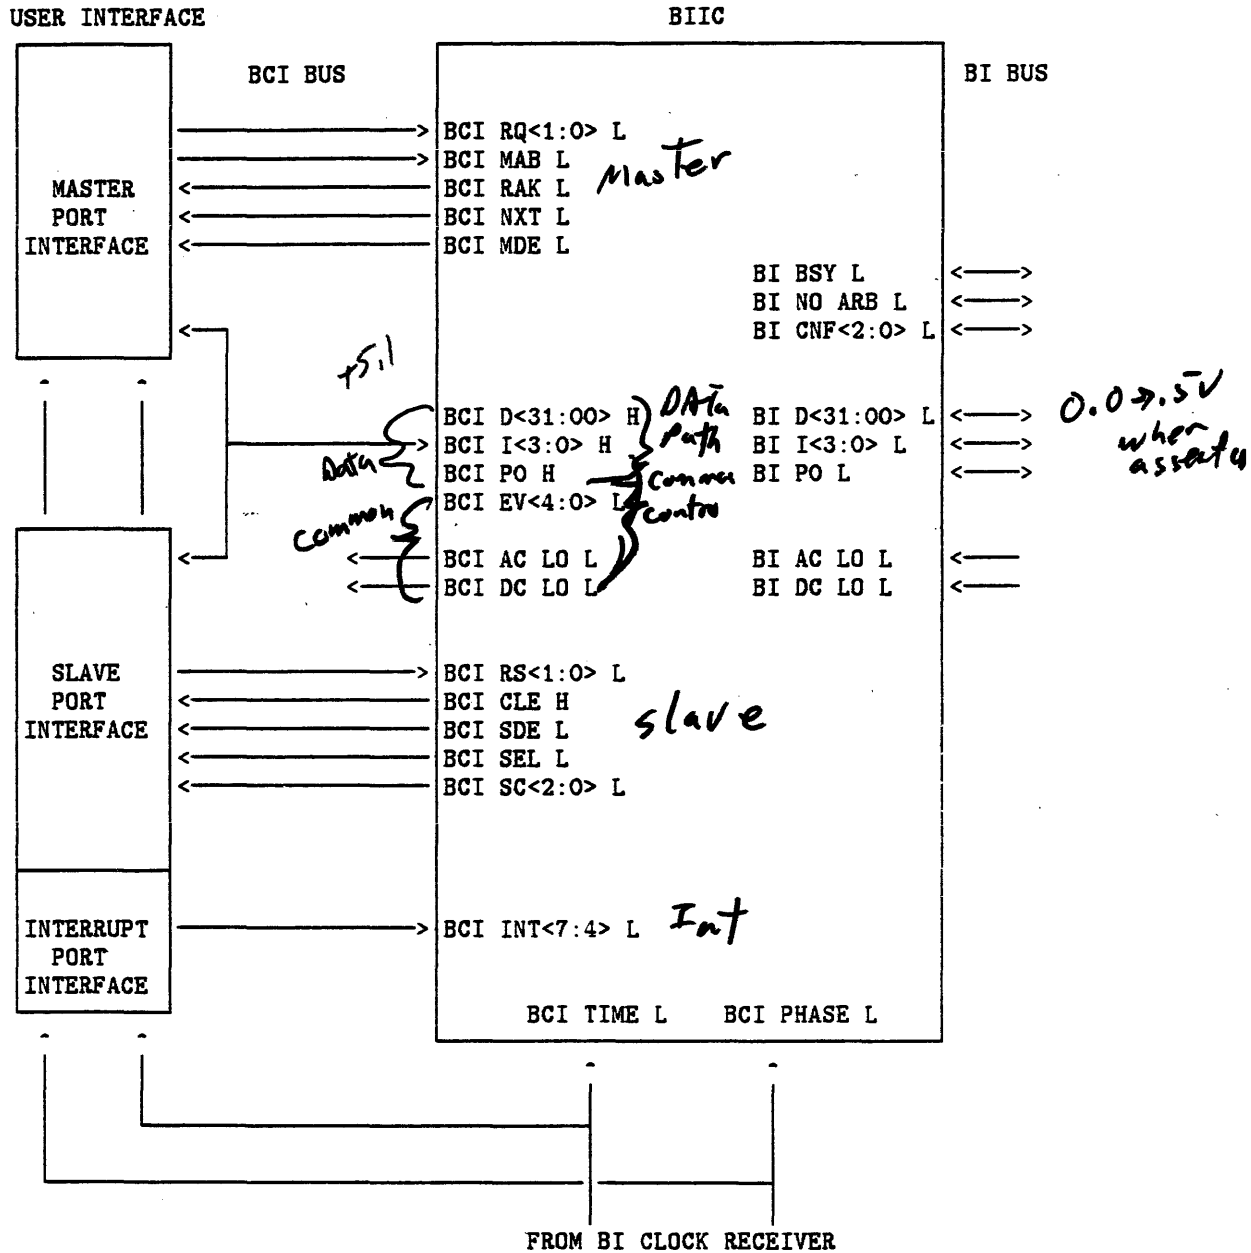 USER INTERFACE
BIIC
BCI BUS
BI BUS
BCI RQ<1:0> L
BCI MAB L
BCI RAK L
BCI NXT L
BCI MDE L
Master
MASTER
PORT
INTERFACE
BI BSY L
BI NO ARB L
BI CNF<2:0> L
+5.1
BCI D<31:00> H
BCI I<3:0> H
BCI PO H
BCI EV<4:0> L
BCI AC LO L
BCI DC LO L
Data
Common
DATa
Path
Common
BI D<31:00> L
BI I<3:0> L
BI PO L
BI AC LO L
BI DC LO L
0.0→.5V
when
SLAVE
PORT
INTERFACE
BCI RS<1:0> L
BCI CLE H
BCI SDE L
BCI SEL L
BCI SC<2:0> L
slave
INTERRUPT
PORT
INTERFACE
BCI INT<7:4> L
Int
BCI TIME L
BCI PHASE L
FROM BI CLOCK RECEIVER